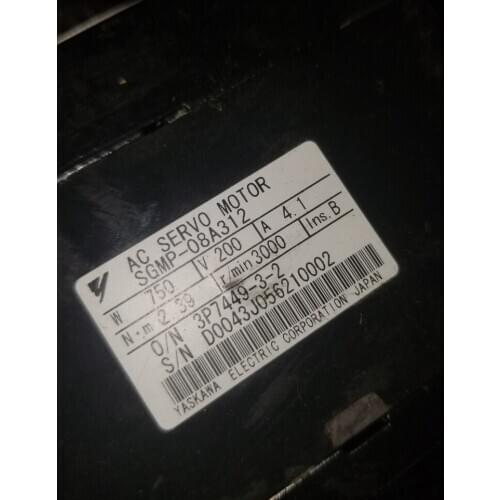 AC SERVO MOTOR
SGMP-08A312
W 750 V 200 A 4.1
N·m 2.39 r/min 3000 Ins. B
O/N 3P7449-3-2
S/N D0043J056210002
YASKAWA ELECTRIC CORPORATION JAPAN